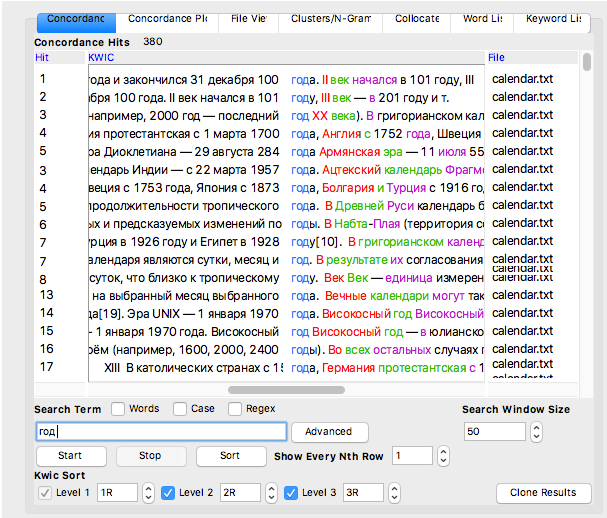 Concordance Concordance Plo File Vie Clusters/N-Gram Collocate Word Lis Keyword Lis
Concordance Hits 380
Hit KWIC File
1 года и закончился 31 декабря 100 года. II век начался в 101 году, III calendar.txt
2 бря 100 года. II век начался в 101 году, III век — в 201 году и т. calendar.txt
3 например, 2000 год — последний год XX века). В григорианском кал calendar.txt
4 ия протестантская с 1 марта 1700 года, Англия с 1752 года, Швеция calendar.txt
5 ра Диоклетиана — 29 августа 284 года Армянская эра — 11 июля 55 calendar.txt
3 ендарь Индии — с 22 марта 1957 года. Ацтекский календарь Фрагм calendar.txt
4 веция с 1753 года, Япония с 1873 года, Болгария и Турция с 1916 го calendar.txt
5 продолжительности тропического года. В Древней Руси календарь б calendar.txt
6 ых и предсказуемых изменений по годы. В Набта-Плая (территория с calendar.txt
7 урция в 1926 году и Египет в 1928 году[10]. В григорианском календ calendar.txt
7 алендаря являются сутки, месяц и год. В результате их согласования calendar.txt
8 суток, что близко к тропическому году. Век Век — единица измерен calendar.txt
13 на выбранный месяц выбранного года. Вечные календари могут так calendar.txt
14 да[19]. Эра UNIX — 1 января 1970 года. Високосный год Високосный calendar.txt
15 — 1 января 1970 года. Високосный год Високосный год — в юлианско calendar.txt
16 рём (например, 1600, 2000, 2400 годы). Во всех остальных случаях г calendar.txt
17 XIII В католических странах с 15 года, Германия протестантская с 1 calendar.txt
Search Term Words Case Regex Search Window Size
год Advanced 50
Start Stop Sort Show Every Nth Row 1
Kwic Sort
Level 1 1R Level 2 2R Level 3 3R Clone Results